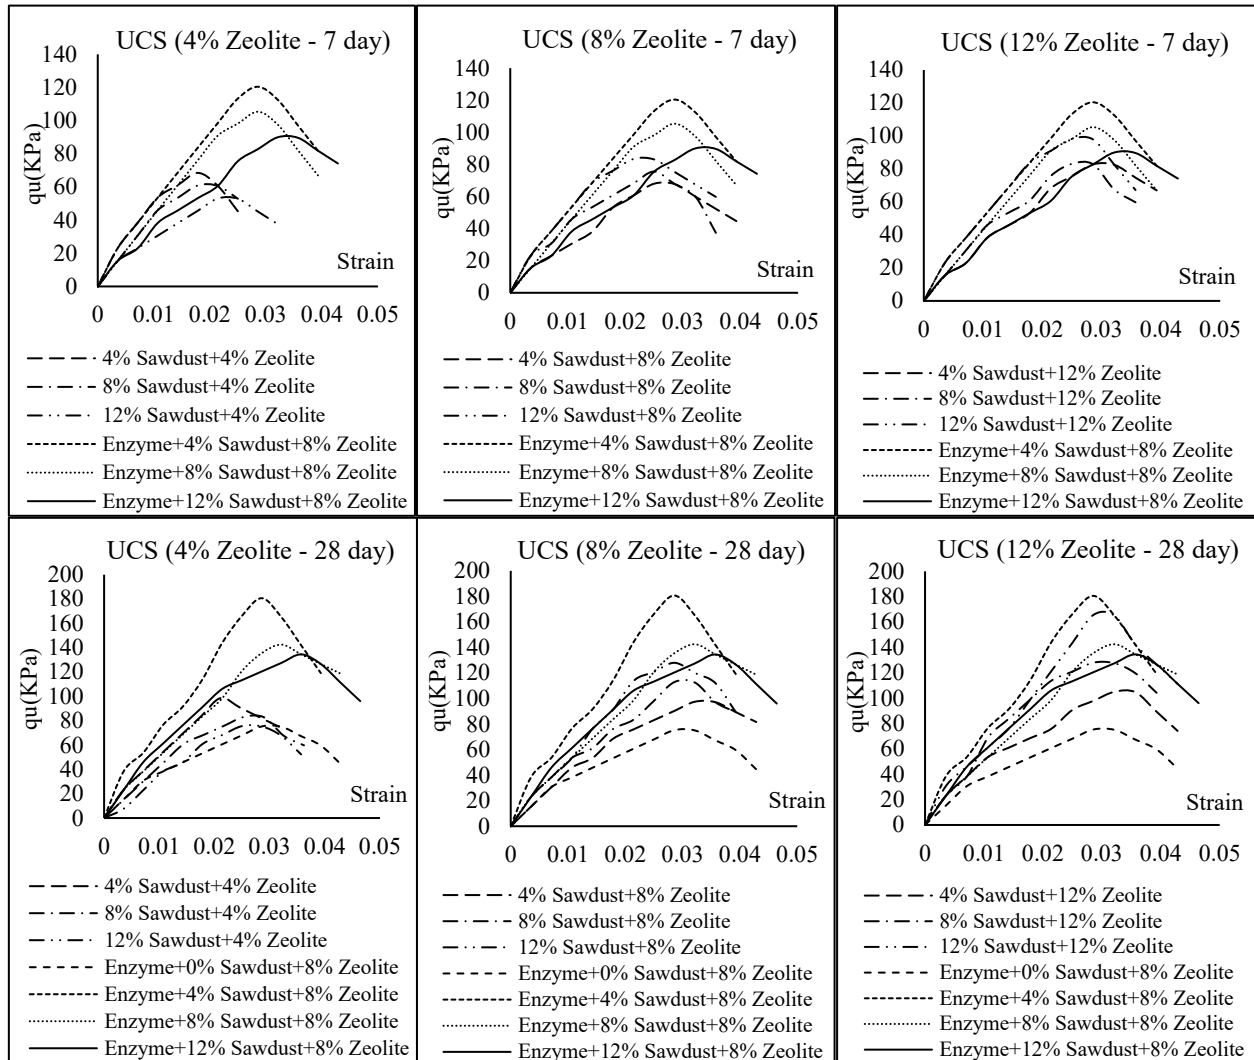 UCS (4% Zeolite - 7 day)
140
120
100
80
60
40
20
0
qu(KPa)
Strain
0 0.01 0.02 0.03 0.04 0.05
4% Sawdust+4% Zeolite
8% Sawdust+4% Zeolite
12% Sawdust+4% Zeolite
Enzyme+4% Sawdust+8% Zeolite
Enzyme+8% Sawdust+8% Zeolite
Enzyme+12% Sawdust+8% Zeolite
UCS (8% Zeolite - 7 day)
140
120
100
80
60
40
20
0
qu(KPa)
Strain
0 0.01 0.02 0.03 0.04 0.05
4% Sawdust+8% Zeolite
8% Sawdust+8% Zeolite
12% Sawdust+8% Zeolite
Enzyme+4% Sawdust+8% Zeolite
Enzyme+8% Sawdust+8% Zeolite
Enzyme+12% Sawdust+8% Zeolite
UCS (12% Zeolite - 7 day)
140
120
100
80
60
40
20
0
qu(KPa)
Strain
0 0.01 0.02 0.03 0.04 0.05
4% Sawdust+12% Zeolite
8% Sawdust+12% Zeolite
12% Sawdust+12% Zeolite
Enzyme+4% Sawdust+8% Zeolite
Enzyme+8% Sawdust+8% Zeolite
Enzyme+12% Sawdust+8% Zeolite
UCS (4% Zeolite - 28 day)
200
180
160
140
120
100
80
60
40
20
0
qu(KPa)
Strain
0 0.01 0.02 0.03 0.04 0.05
4% Sawdust+4% Zeolite
8% Sawdust+4% Zeolite
12% Sawdust+4% Zeolite
Enzyme+0% Sawdust+8% Zeolite
Enzyme+4% Sawdust+8% Zeolite
Enzyme+8% Sawdust+8% Zeolite
Enzyme+12% Sawdust+8% Zeolite
UCS (8% Zeolite - 28 day)
200
180
160
140
120
100
80
60
40
20
0
qu(KPa)
Strain
0 0.01 0.02 0.03 0.04 0.05
4% Sawdust+8% Zeolite
8% Sawdust+8% Zeolite
12% Sawdust+8% Zeolite
Enzyme+0% Sawdust+8% Zeolite
Enzyme+4% Sawdust+8% Zeolite
Enzyme+8% Sawdust+8% Zeolite
Enzyme+12% Sawdust+8% Zeolite
UCS (12% Zeolite - 28 day)
200
180
160
140
120
100
80
60
40
20
0
qu(KPa)
Strain
0 0.01 0.02 0.03 0.04 0.05
4% Sawdust+12% Zeolite
8% Sawdust+12% Zeolite
12% Sawdust+12% Zeolite
Enzyme+0% Sawdust+8% Zeolite
Enzyme+4% Sawdust+8% Zeolite
Enzyme+8% Sawdust+8% Zeolite
Enzyme+12% Sawdust+8% Zeolite